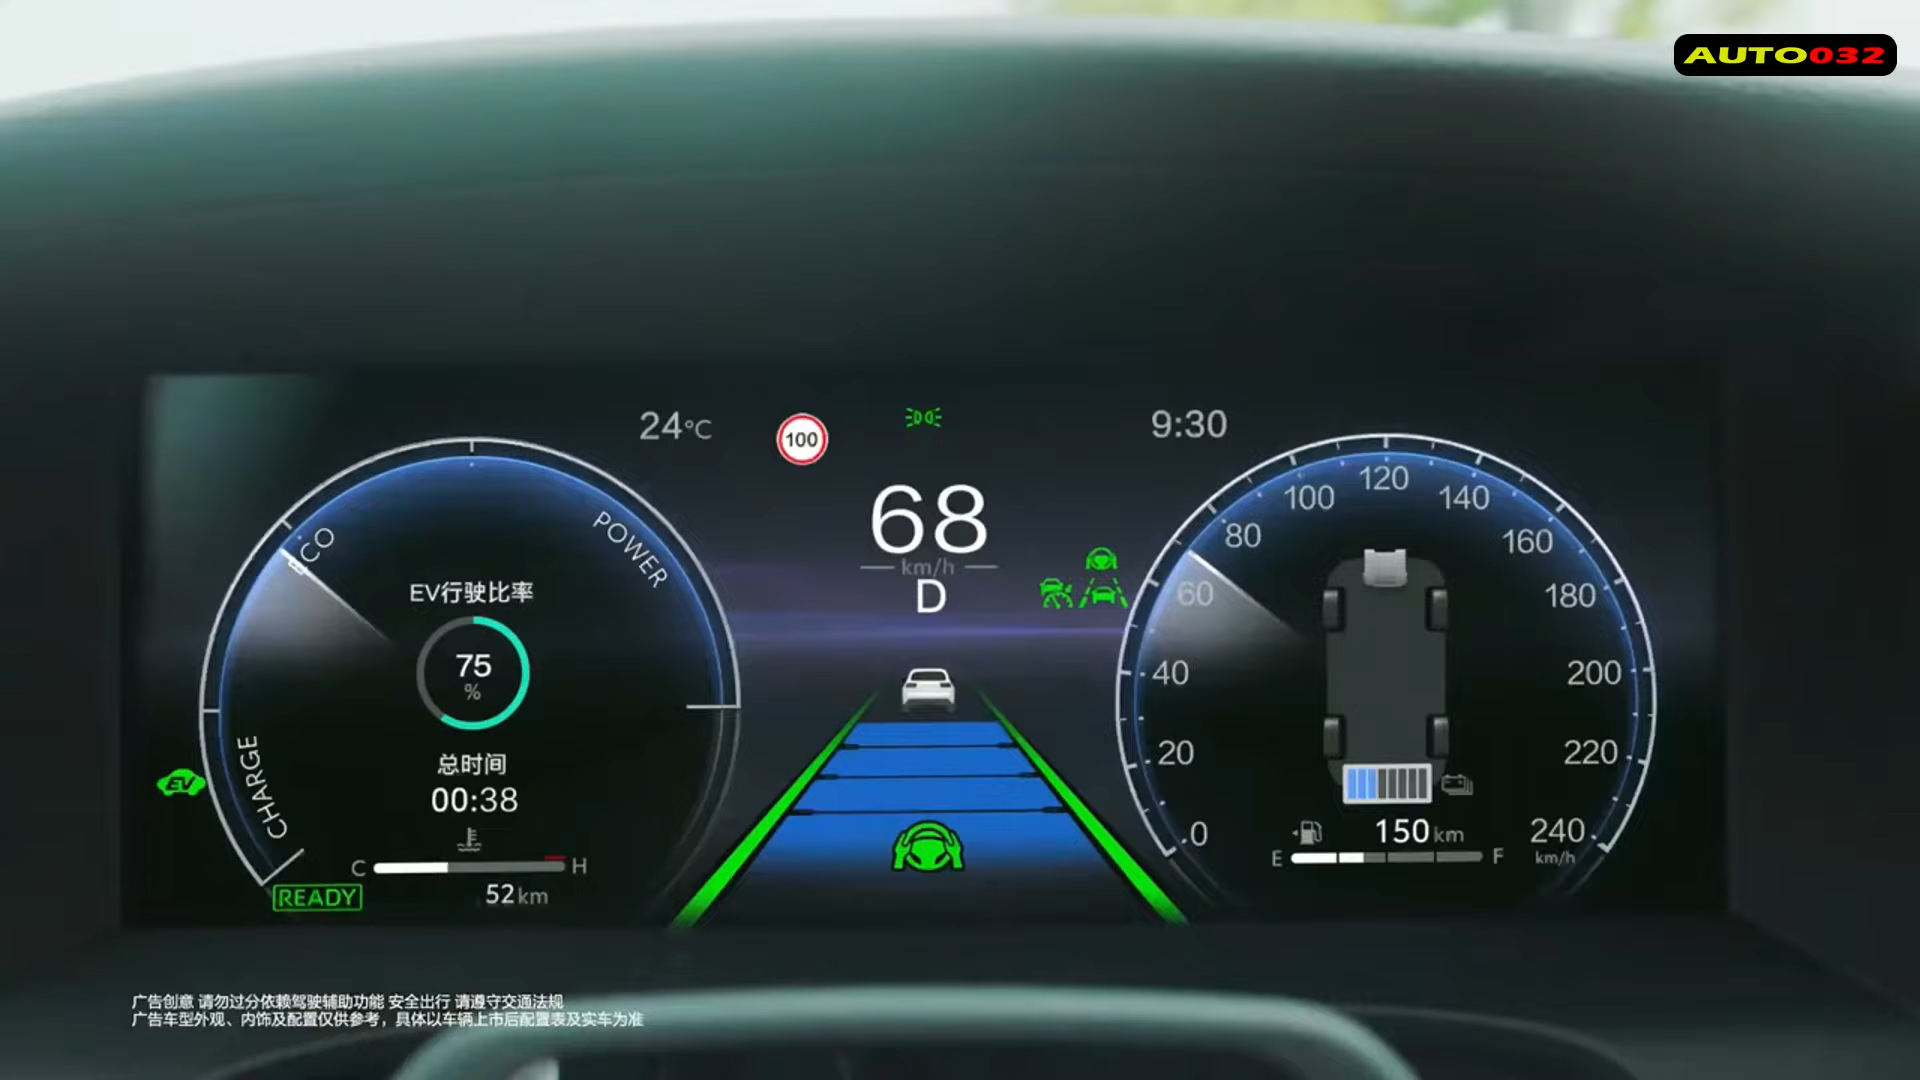 AUTO032
24°C
100
9:30
68
km/h
D
ECO
POWER
CHARGE
EV行驶比率
75
%
总时间
00:38
C
H
52 km
EV
READY
0
20
40
60
80
100
120
140
160
180
200
220
240
km/h
150 km
E
F
广告创意 请勿过分依赖驾驶辅助功能 安全出行 请遵守交通法规
广告车型外观、内饰及配置仅供参考，具体以车辆上市后配置表及实车为准